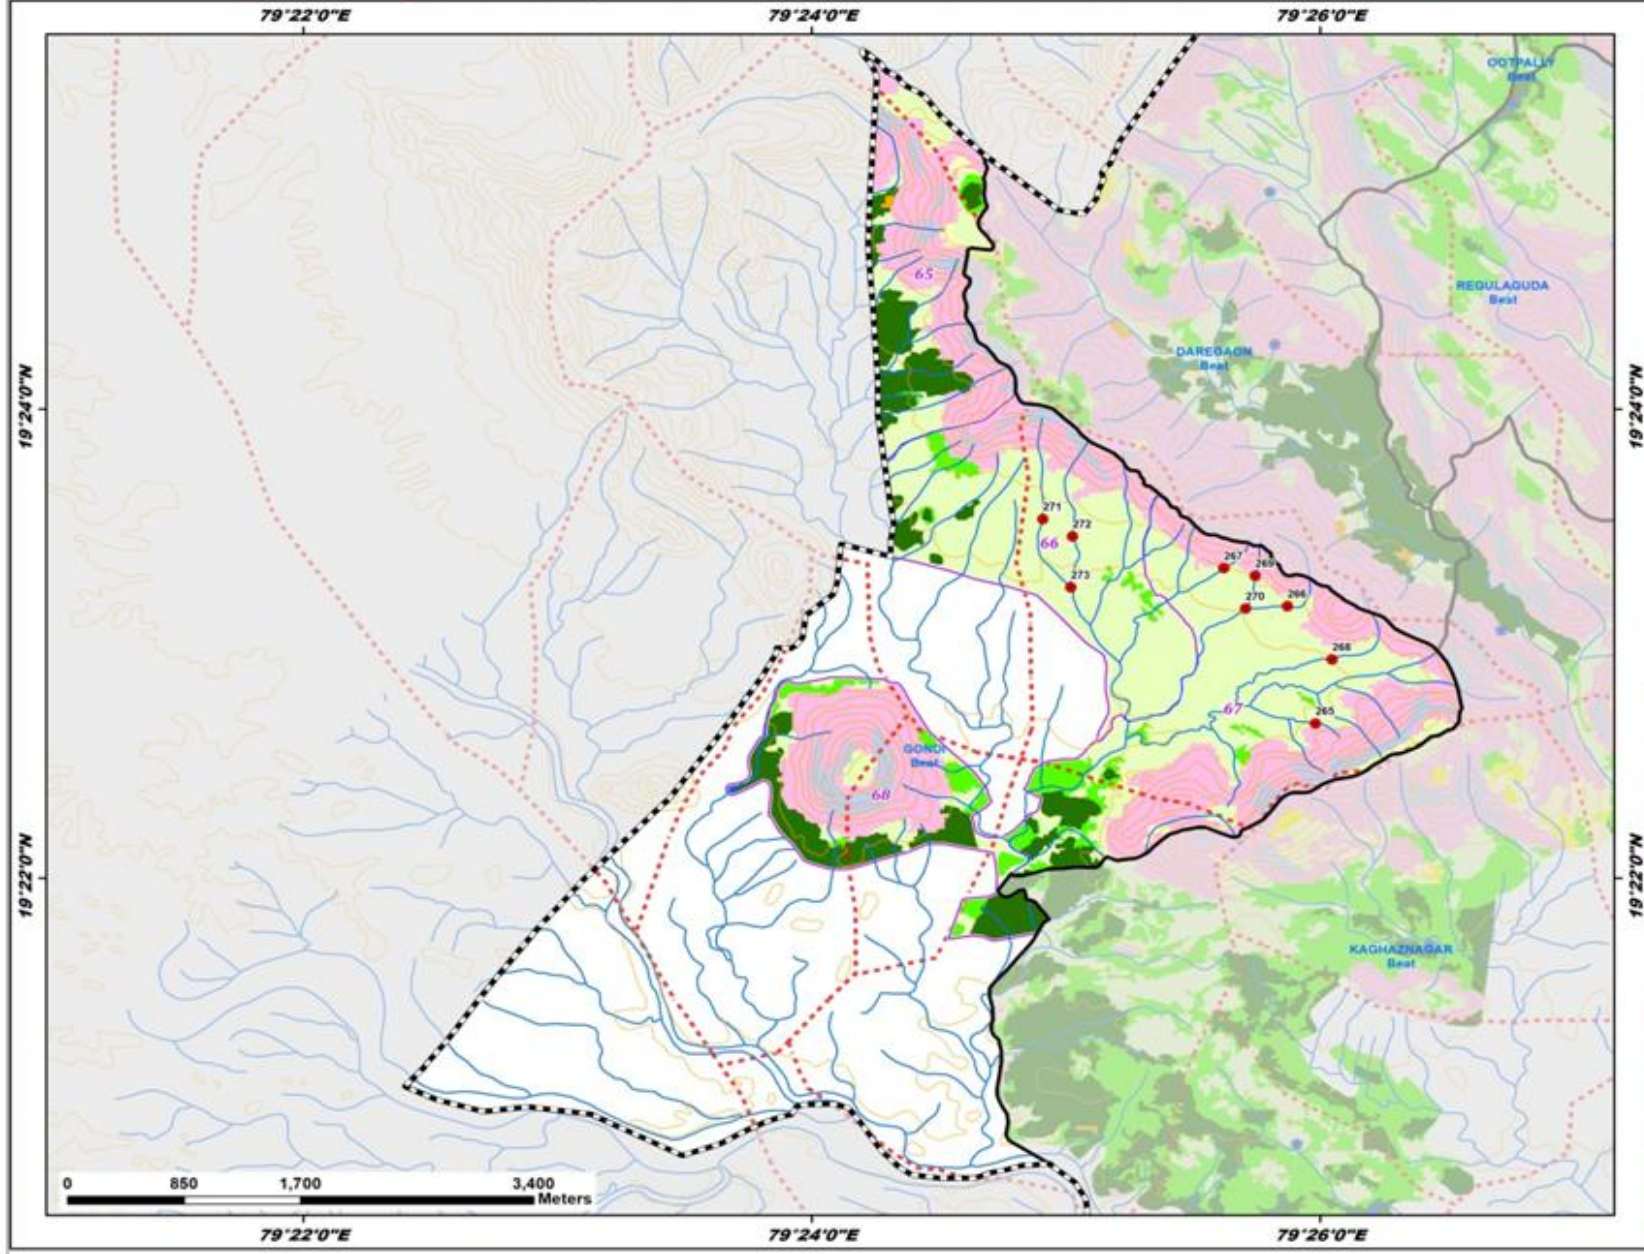 79°22'0"E 79°24'0"E 79°26'0"E
OOTPALLY
Beat
65
REGULAGUDA
Beat
DAREGAON
Beat
19°24'0"N 19°24'0"N
271
272
66
267
269
273
270
266
268
67
265
GONDI
Beat
68
19°22'0"N 19°22'0"N
KAGHAZNAGAR
Beat
0 850 1,700 3,400
Meters
79°22'0"E 79°24'0"E 79°26'0"E